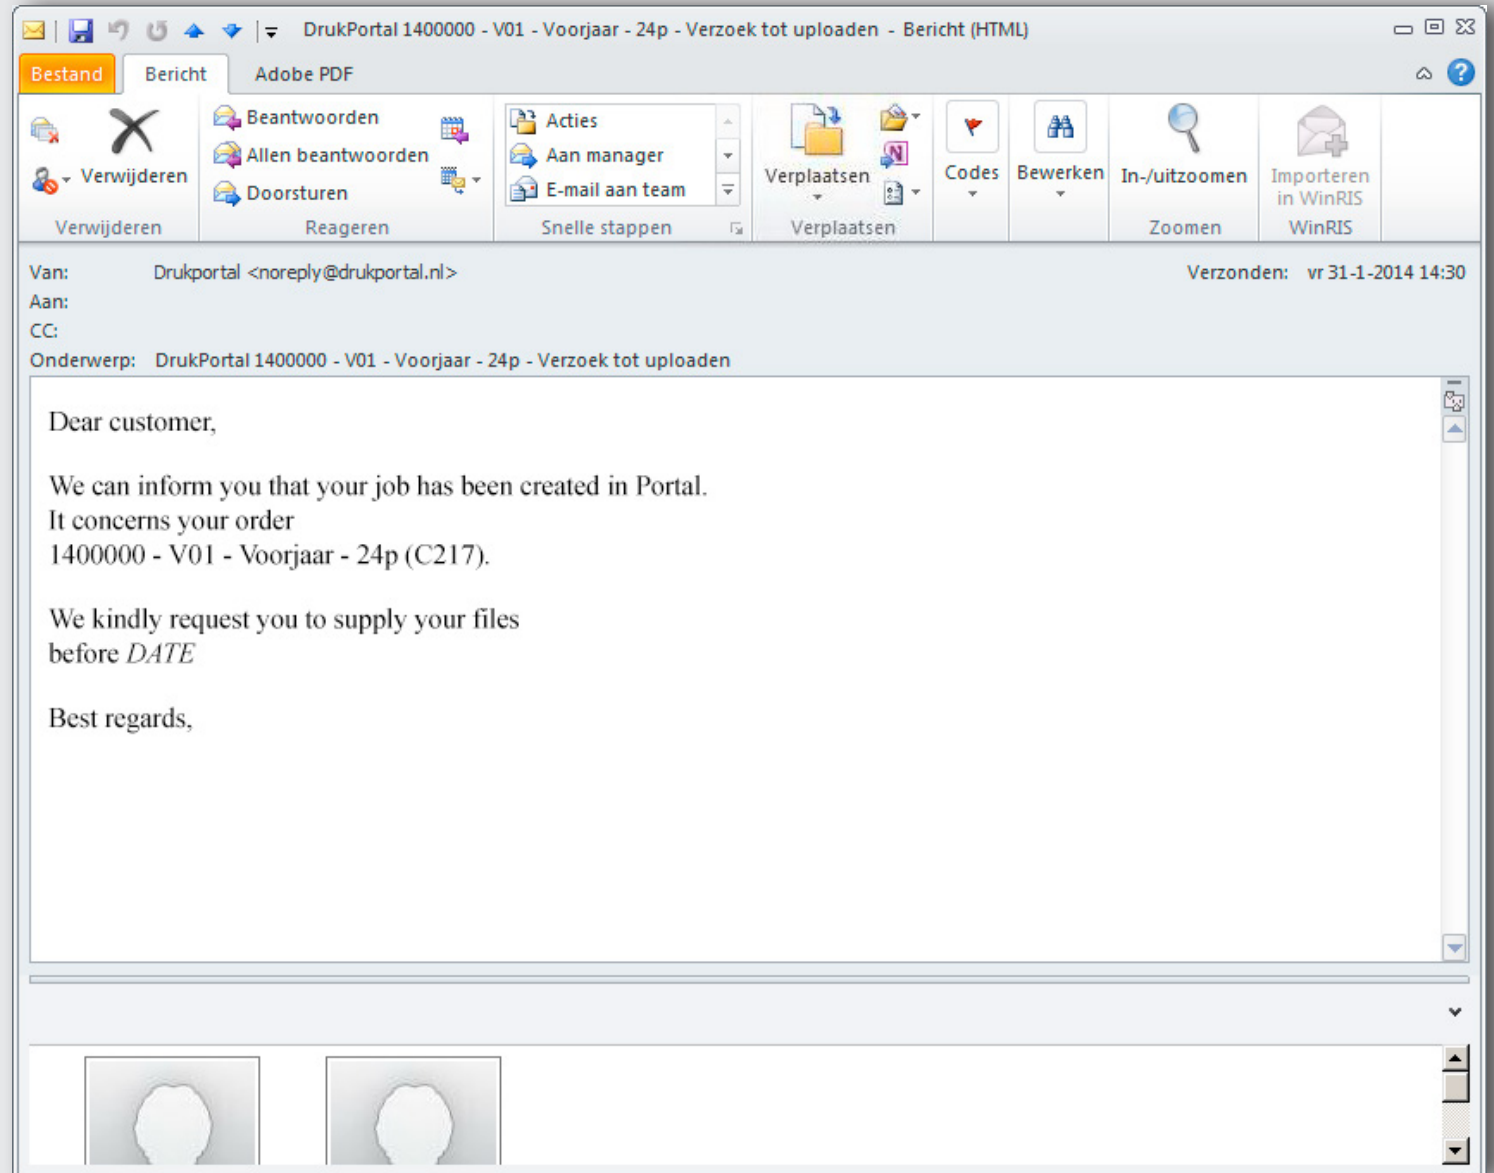 DrukPortal 1400000 - V01 - Voorjaar - 24p - Verzoek tot uploaden - Bericht (HTML)
Bestand Bericht Adobe PDF
Verwijderen
Beantwoorden
Allen beantwoorden
Doorsturen
Acties
Aan manager
E-mail aan team
Verplaatsen
Codes
Bewerken
In-/uitzoomen
Importeren
in WinRIS
Verwijderen Reageren Snelle stappen Verplaatsen Zoomen WinRIS
Van: Drukportal <noreply@drukportal.nl> Verzonden: vr 31-1-2014 14:30
Aan:
CC:
Onderwerp: DrukPortal 1400000 - V01 - Voorjaar - 24p - Verzoek tot uploaden
Dear customer,
We can inform you that your job has been created in Portal.
It concerns your order
1400000 - V01 - Voorjaar - 24p (C217).
We kindly request you to supply your files
before DATE
Best regards,